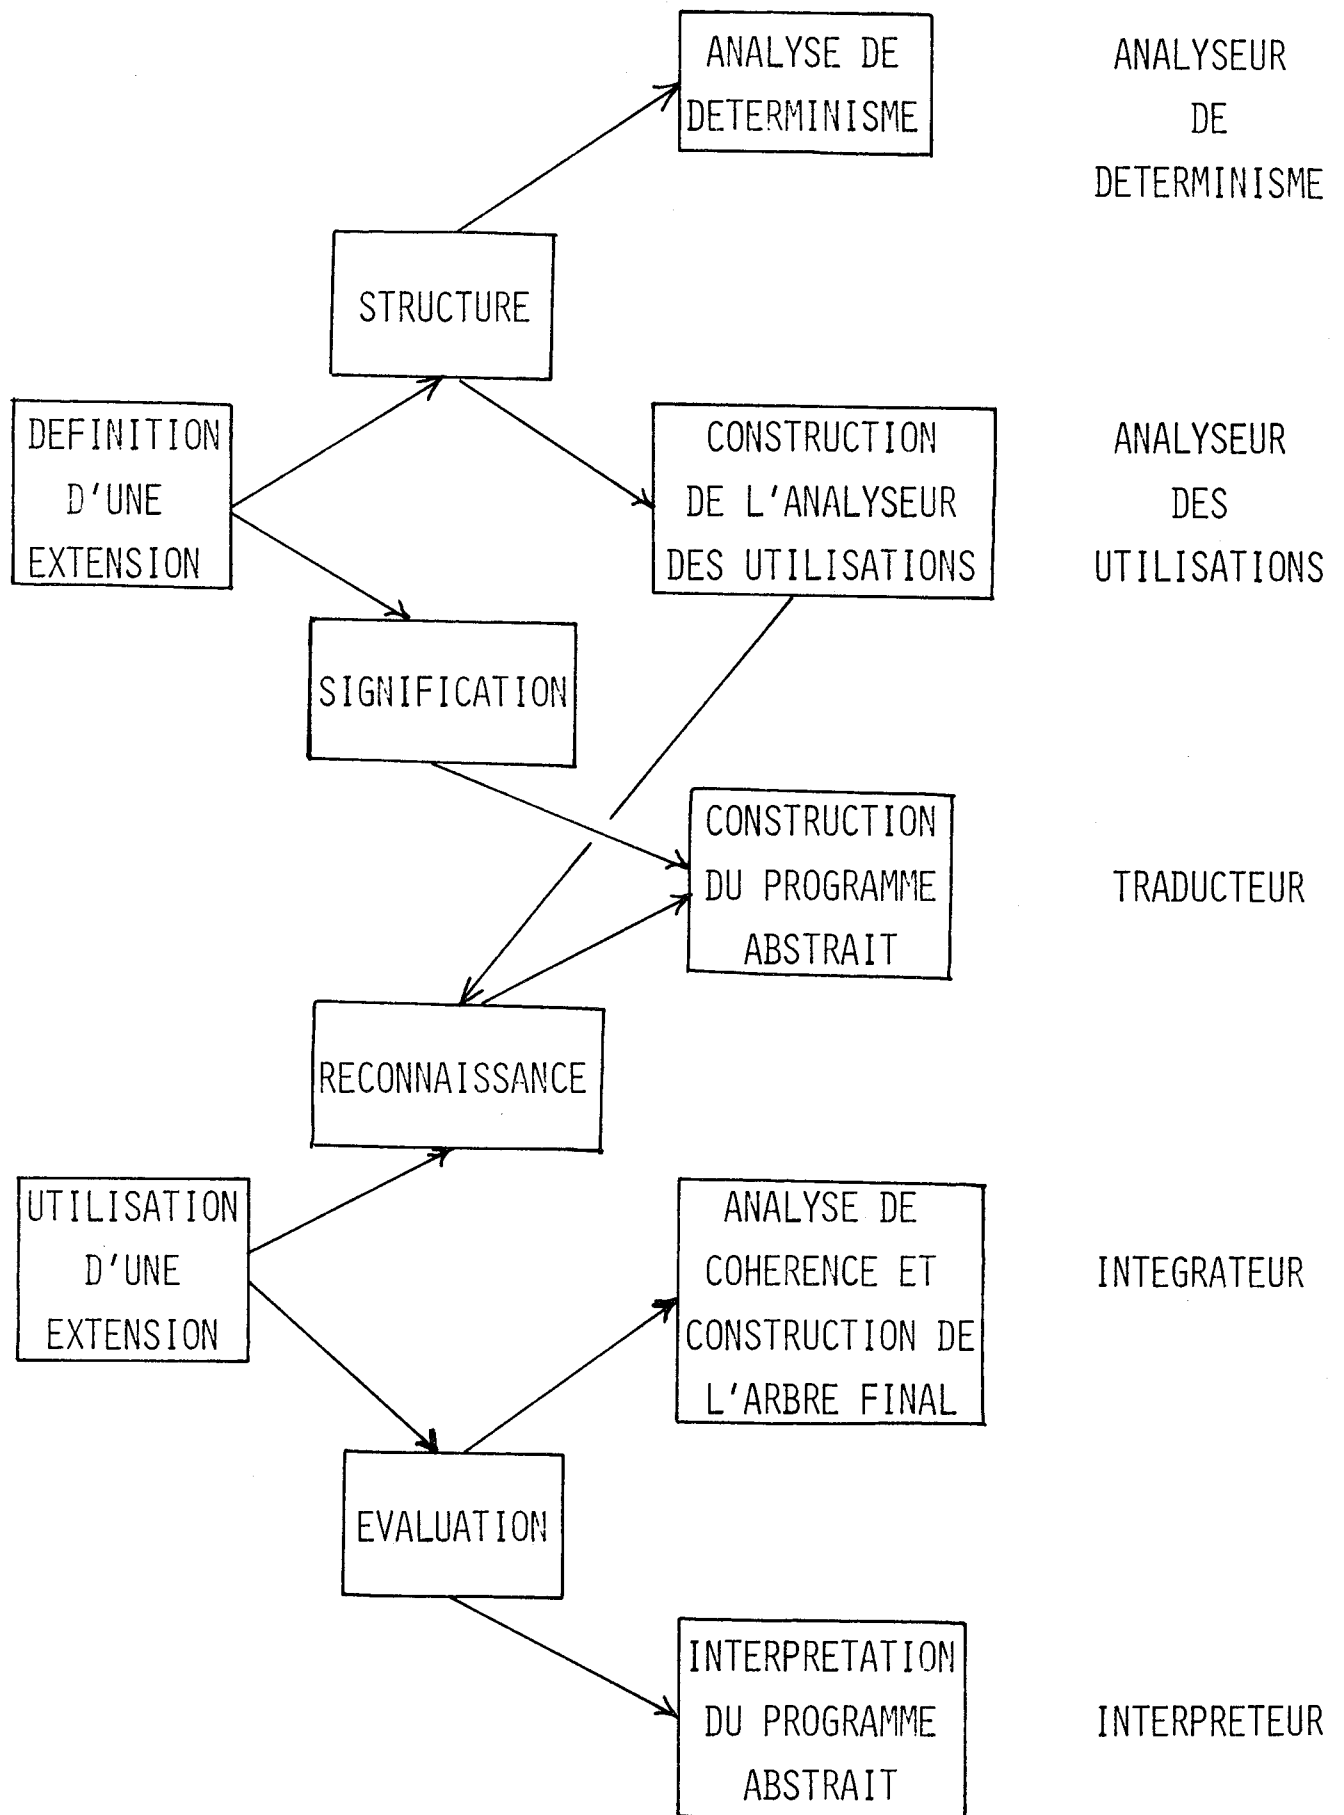 ANALYSE DE
DETERMINISME
ANALYSEUR
DE
DETERMINISME
STRUCTURE
DEFINITION
D'UNE
EXTENSION
CONSTRUCTION
DE L'ANALYSEUR
DES UTILISATIONS
ANALYSEUR
DES
UTILISATIONS
SIGNIFICATION
CONSTRUCTION
DU PROGRAMME
ABSTRAIT
TRADUCTEUR
RECONNAISSANCE
UTILISATION
D'UNE
EXTENSION
ANALYSE DE
COHERENCE ET
CONSTRUCTION DE
L'ARBRE FINAL
INTEGRATEUR
EVALUATION
INTERPRETATION
DU PROGRAMME
ABSTRAIT
INTERPRETEUR